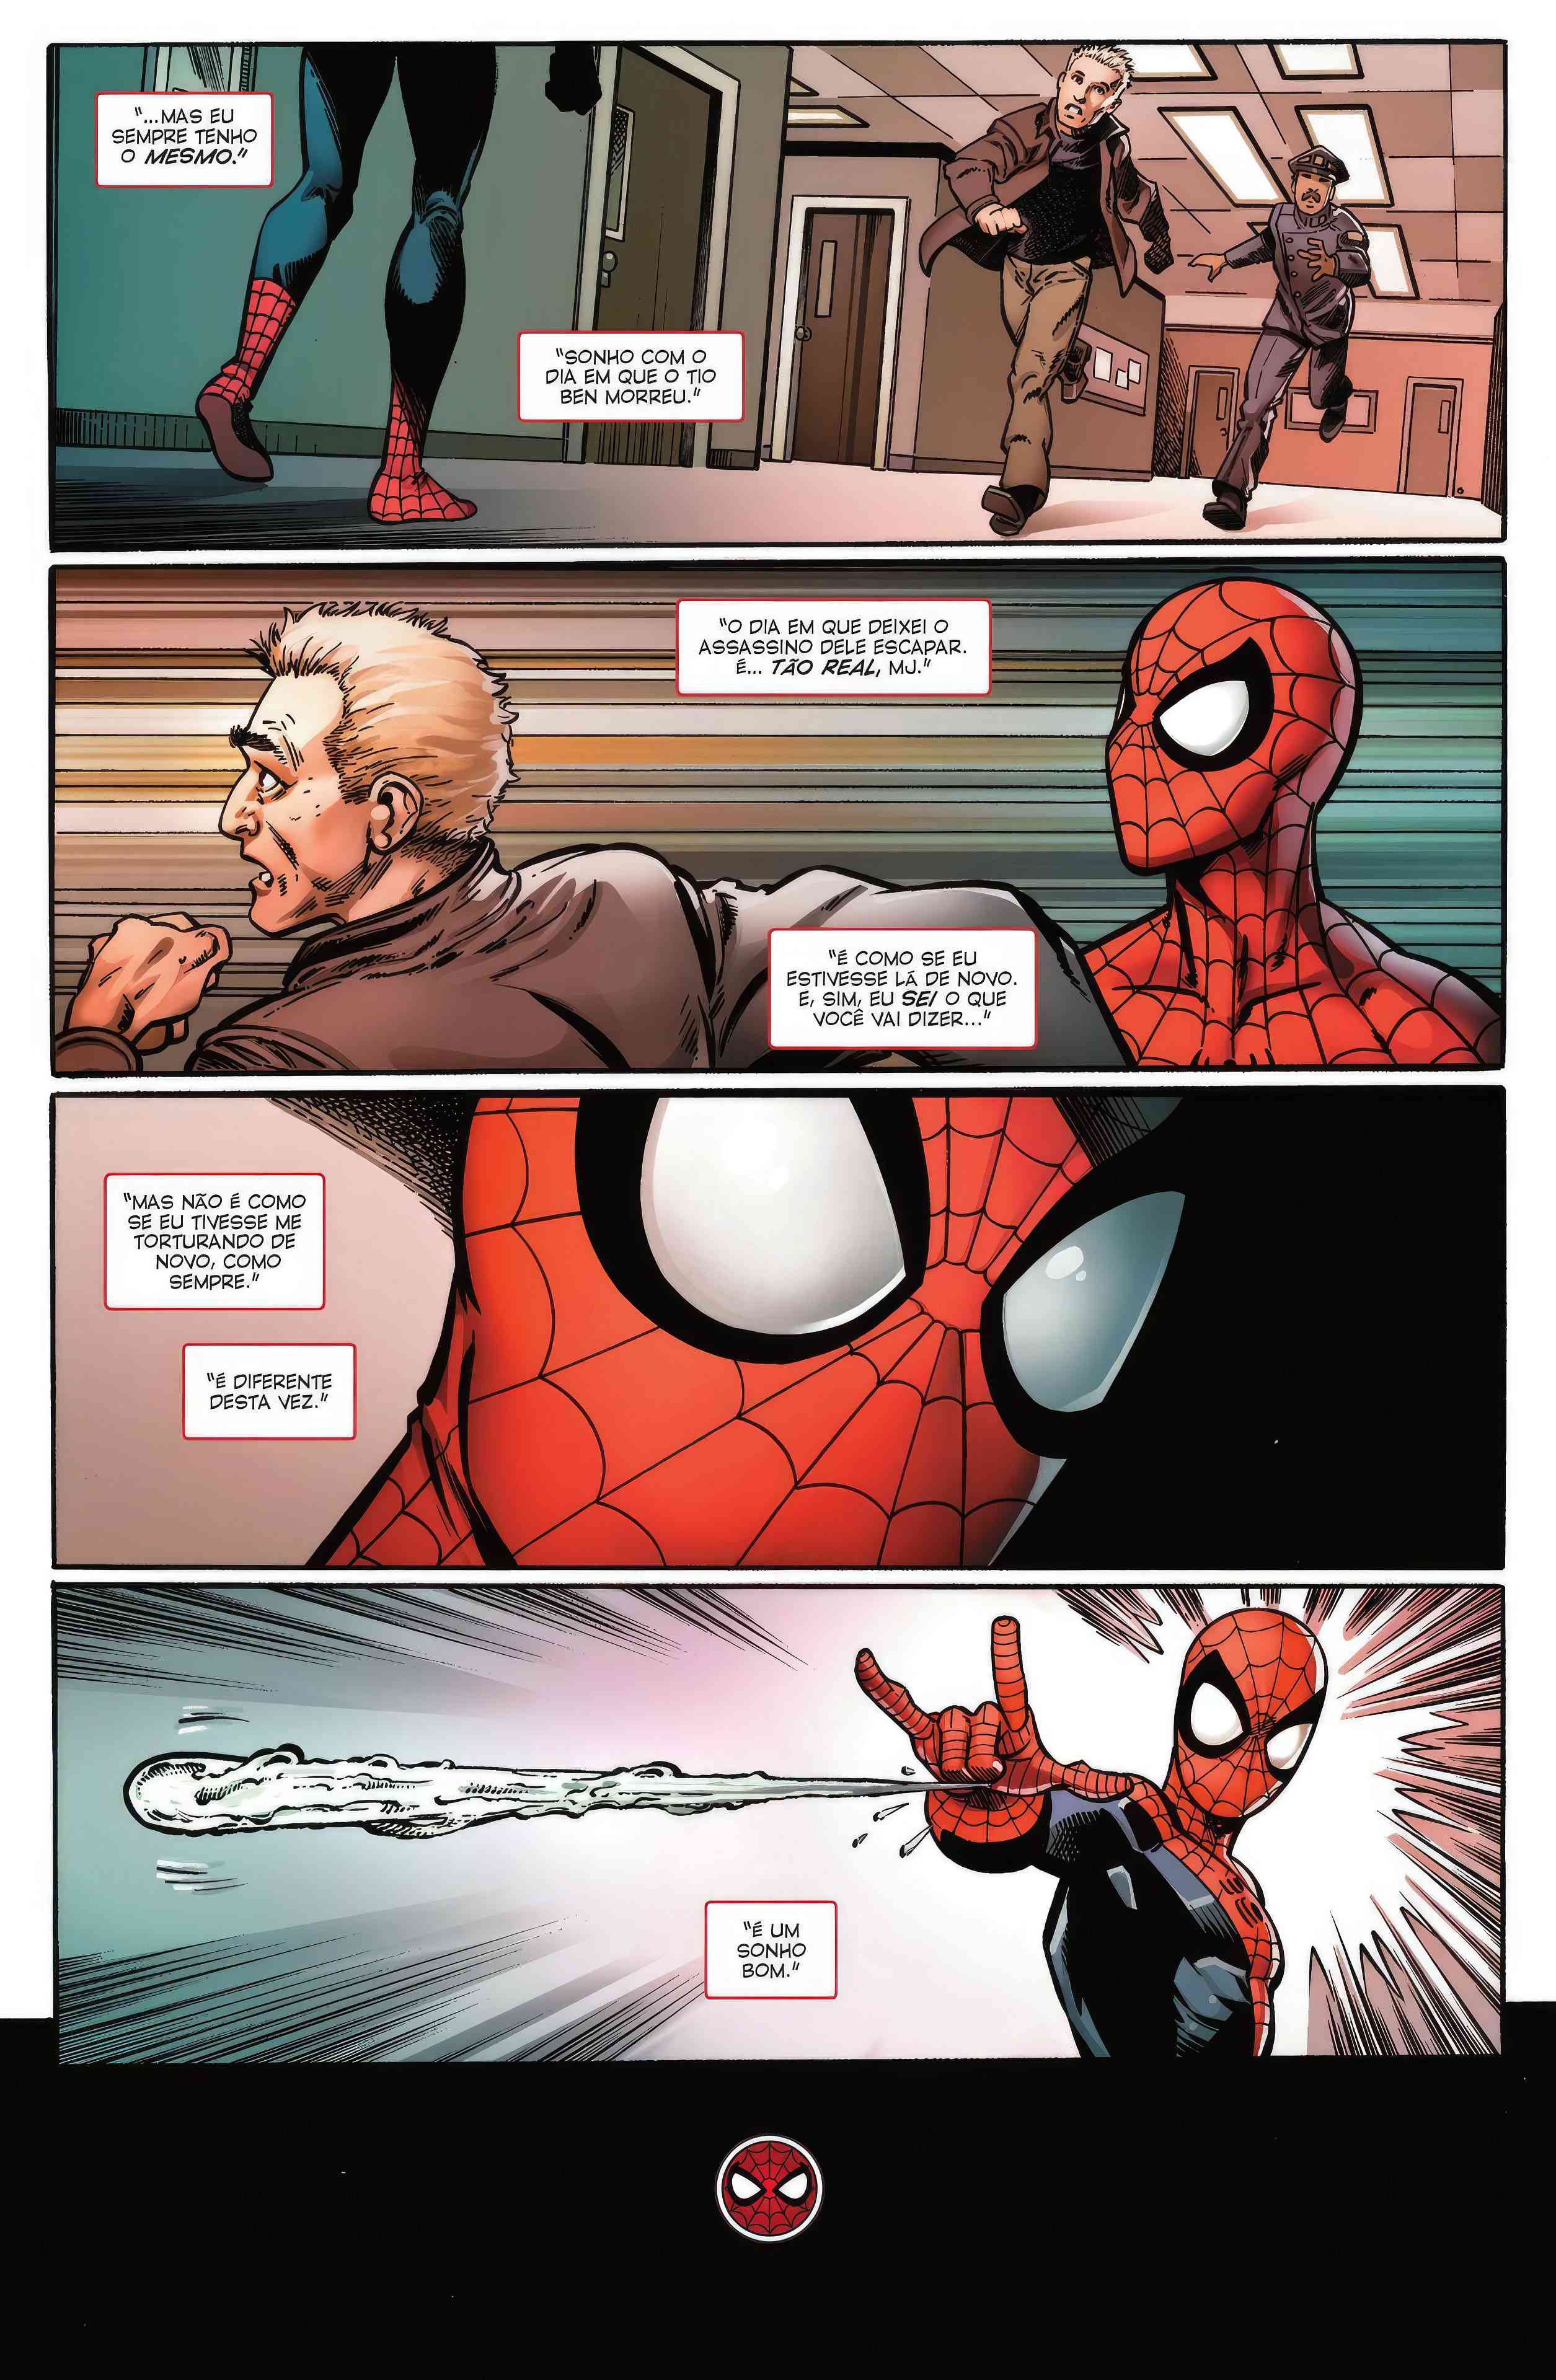 "...MAS EU
SEMPRE TENHO
O MESMO."
"SONHO COM O
DIA EM QUE O TIO
BEN MORREU."
"O DIA EM QUE DEIXEI O
ASSASSINO DELE ESCAPAR.
É... TÃO REAL, MJ."
"É COMO SE EU
ESTIVESSE LÁ DE NOVO.
E, SIM, EU SEI O QUE
VOCÊ VAI DIZER..."
"MAS NÃO É COMO
SE EU TIVESSE ME
TORTURANDO DE
NOVO, COMO
SEMPRE."
"É DIFERENTE
DESTA VEZ."
"É UM
SONHO
BOM."